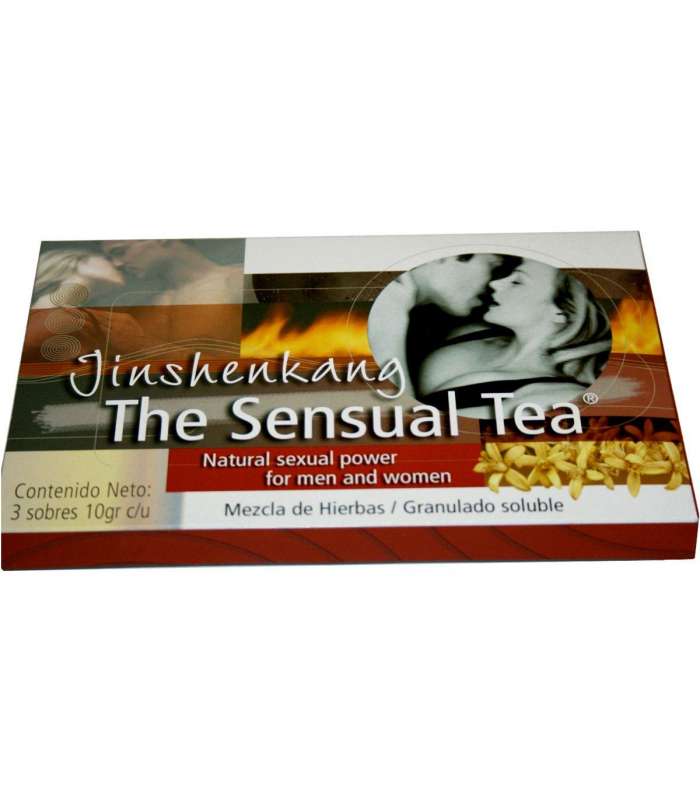 Jinshenkang
The Sensual Tea®
Natural sexual power
for men and women
Contenido Neto:
3 sobres 10gr c/u
Mezcla de Hierbas / Granulado soluble